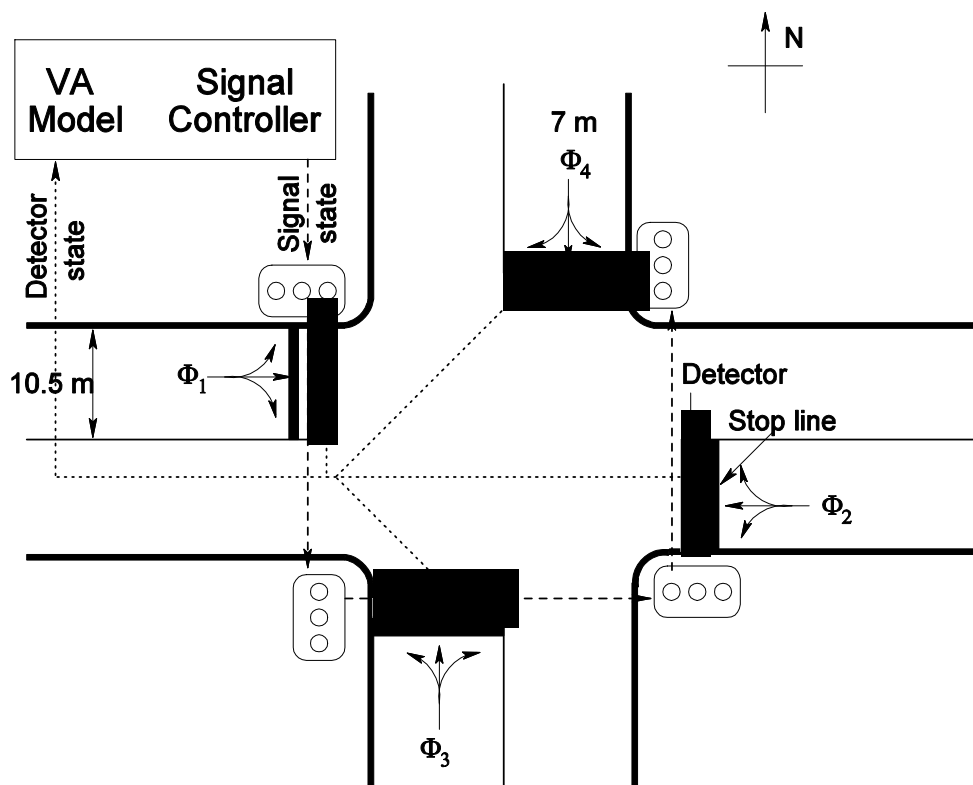 VA Model
Signal Controller
N
7 m
Φ4
Detector state
Signal state
10.5 m
Φ1
Detector
Stop line
Φ2
Φ3